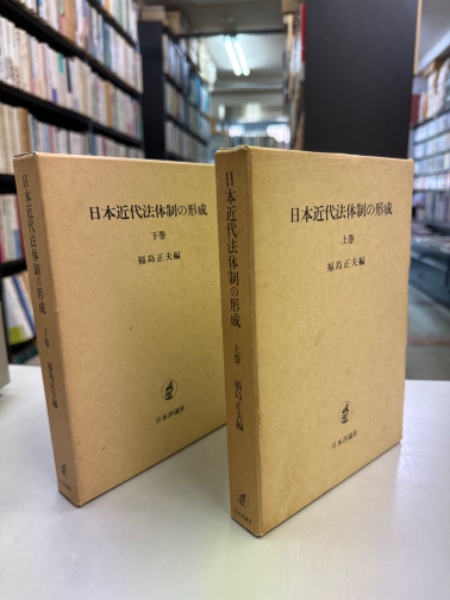 日本近代法体制の形成
下巻
福島正夫編
日本評論社
日本近代法体制の形成
下巻
福島正夫編
日本近代法体制の形成
上巻
福島正夫編
日本評論社
日本近代法体制の形成
上巻
福島正夫編